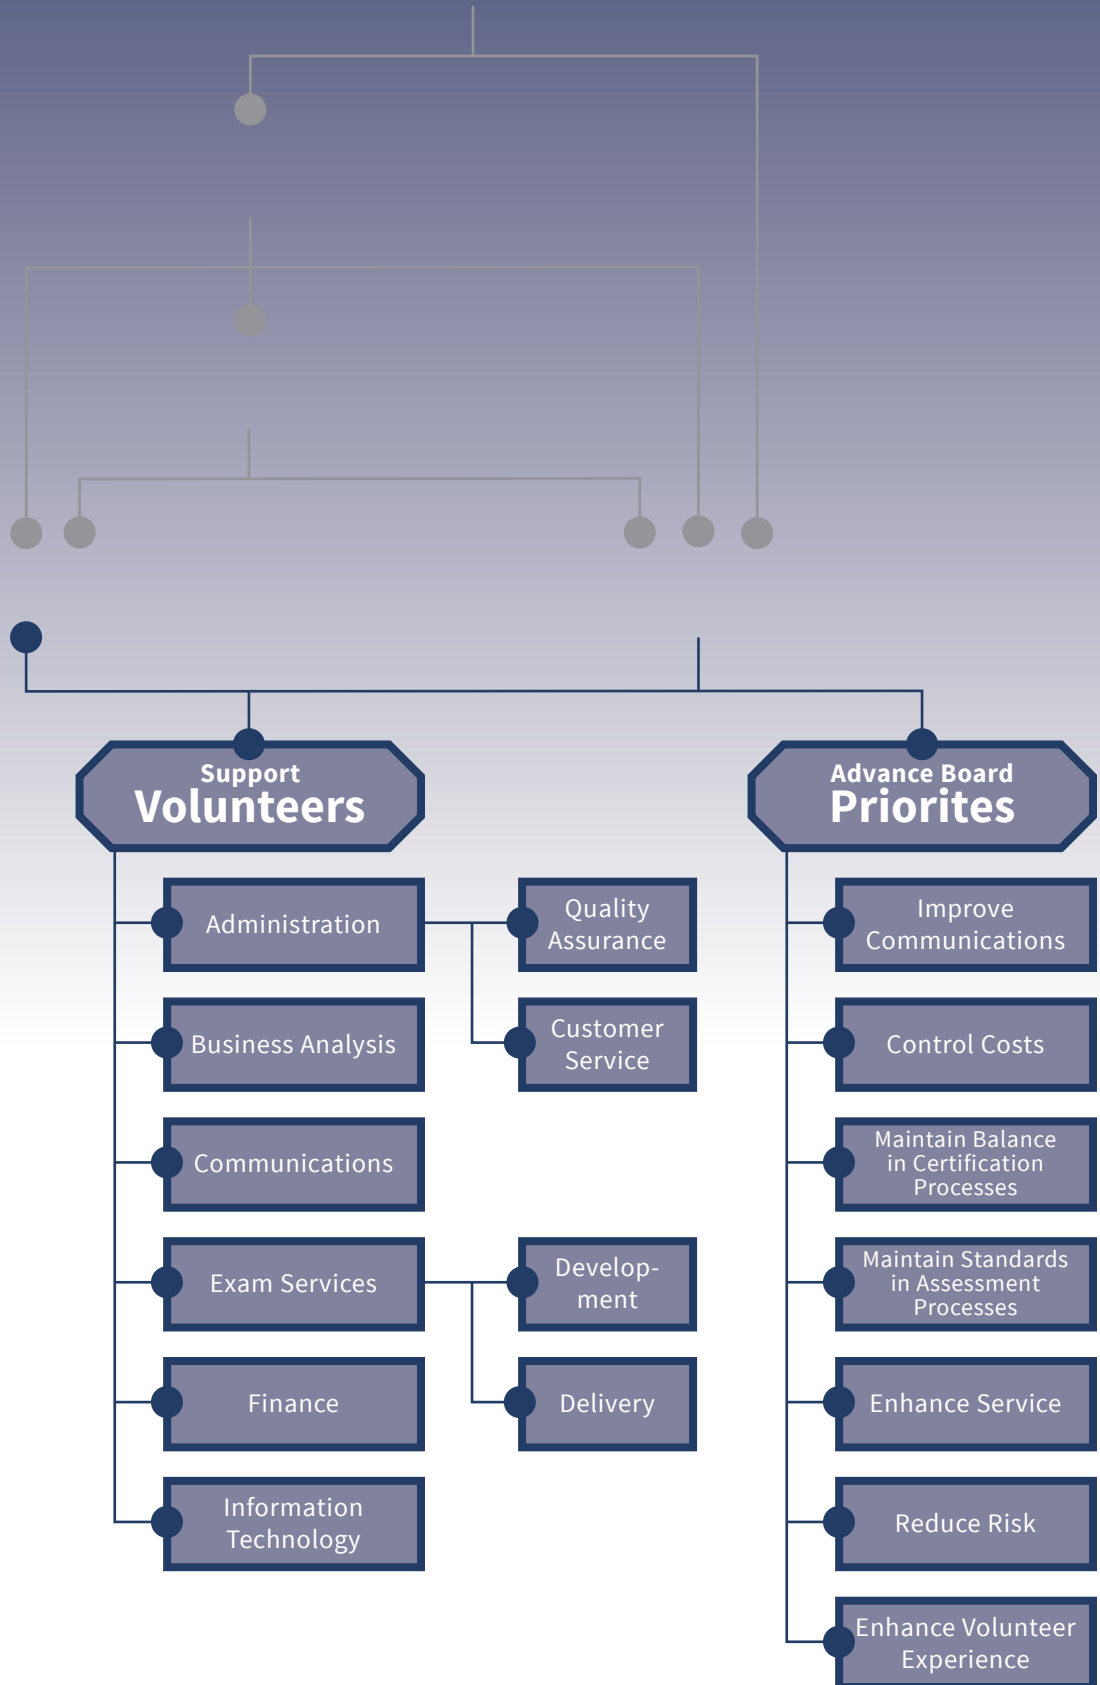 Support
Volunteers
Administration
Quality
Assurance
Business Analysis
Customer
Service
Communications
Exam Services
Develop-
ment
Finance
Delivery
Information
Technology
Advance Board
Priorites
Improve
Communications
Control Costs
Maintain Balance
in Certification
Processes
Maintain Standards
in Assessment
Processes
Enhance Service
Reduce Risk
Enhance Volunteer
Experience